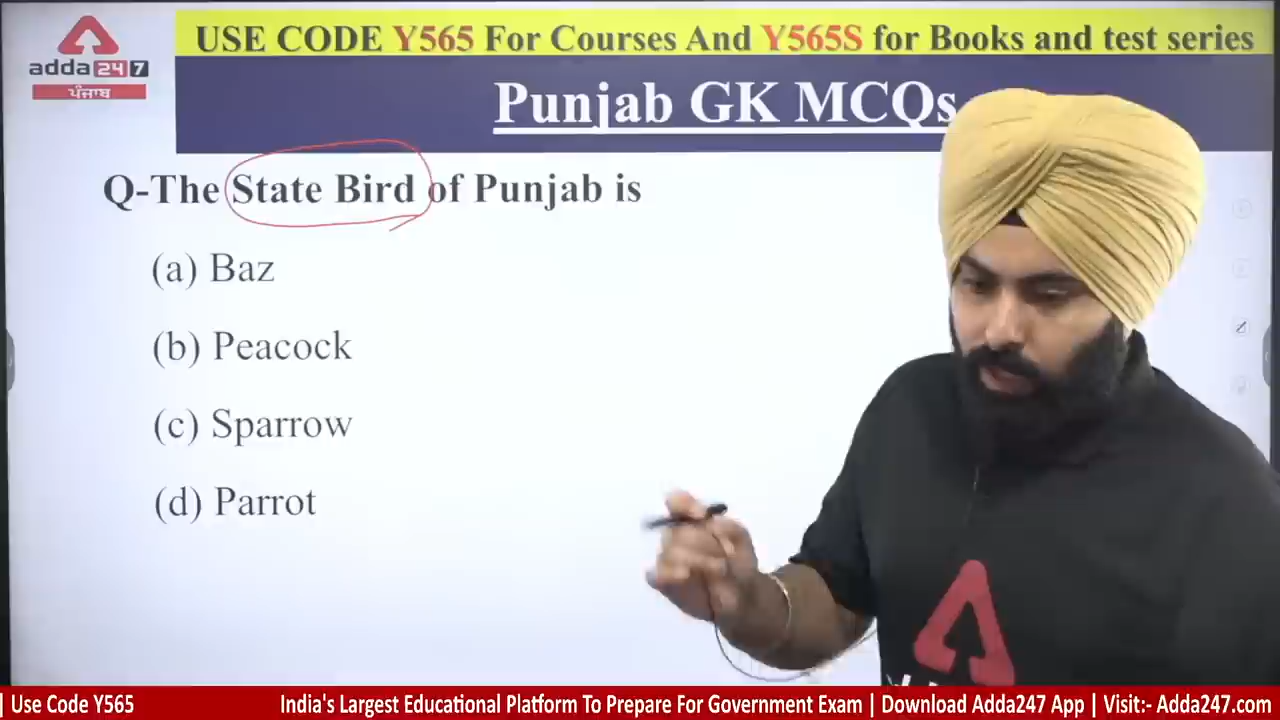 USE CODE Y565 For Courses And Y565S for Books and test series
adda247
ਪੰਜਾਬ
Punjab GK MCQs
Q-The State Bird of Punjab is
(a) Baz
(b) Peacock
(c) Sparrow
(d) Parrot
| Use Code Y565 India's Largest Educational Platform To Prepare For Government Exam | Download Adda247 App | Visit:- Adda247.com